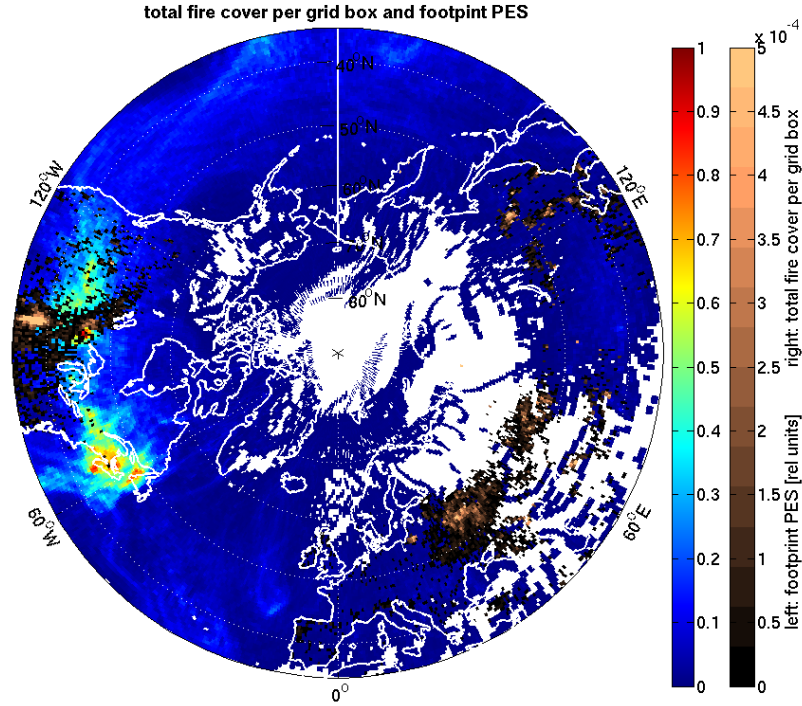 total fire cover per grid box and footpint PES
x 10-4
40°N
50°N
60°N
70°N
80°N
120°W
120°E
60°W
60°E
0°
1
0.9
0.8
0.7
0.6
0.5
0.4
0.3
0.2
0.1
0
5
4.5
4
3.5
3
2.5
2
1.5
1
0.5
0
left: footprint PES [rel units]
right: total fire cover per grid box